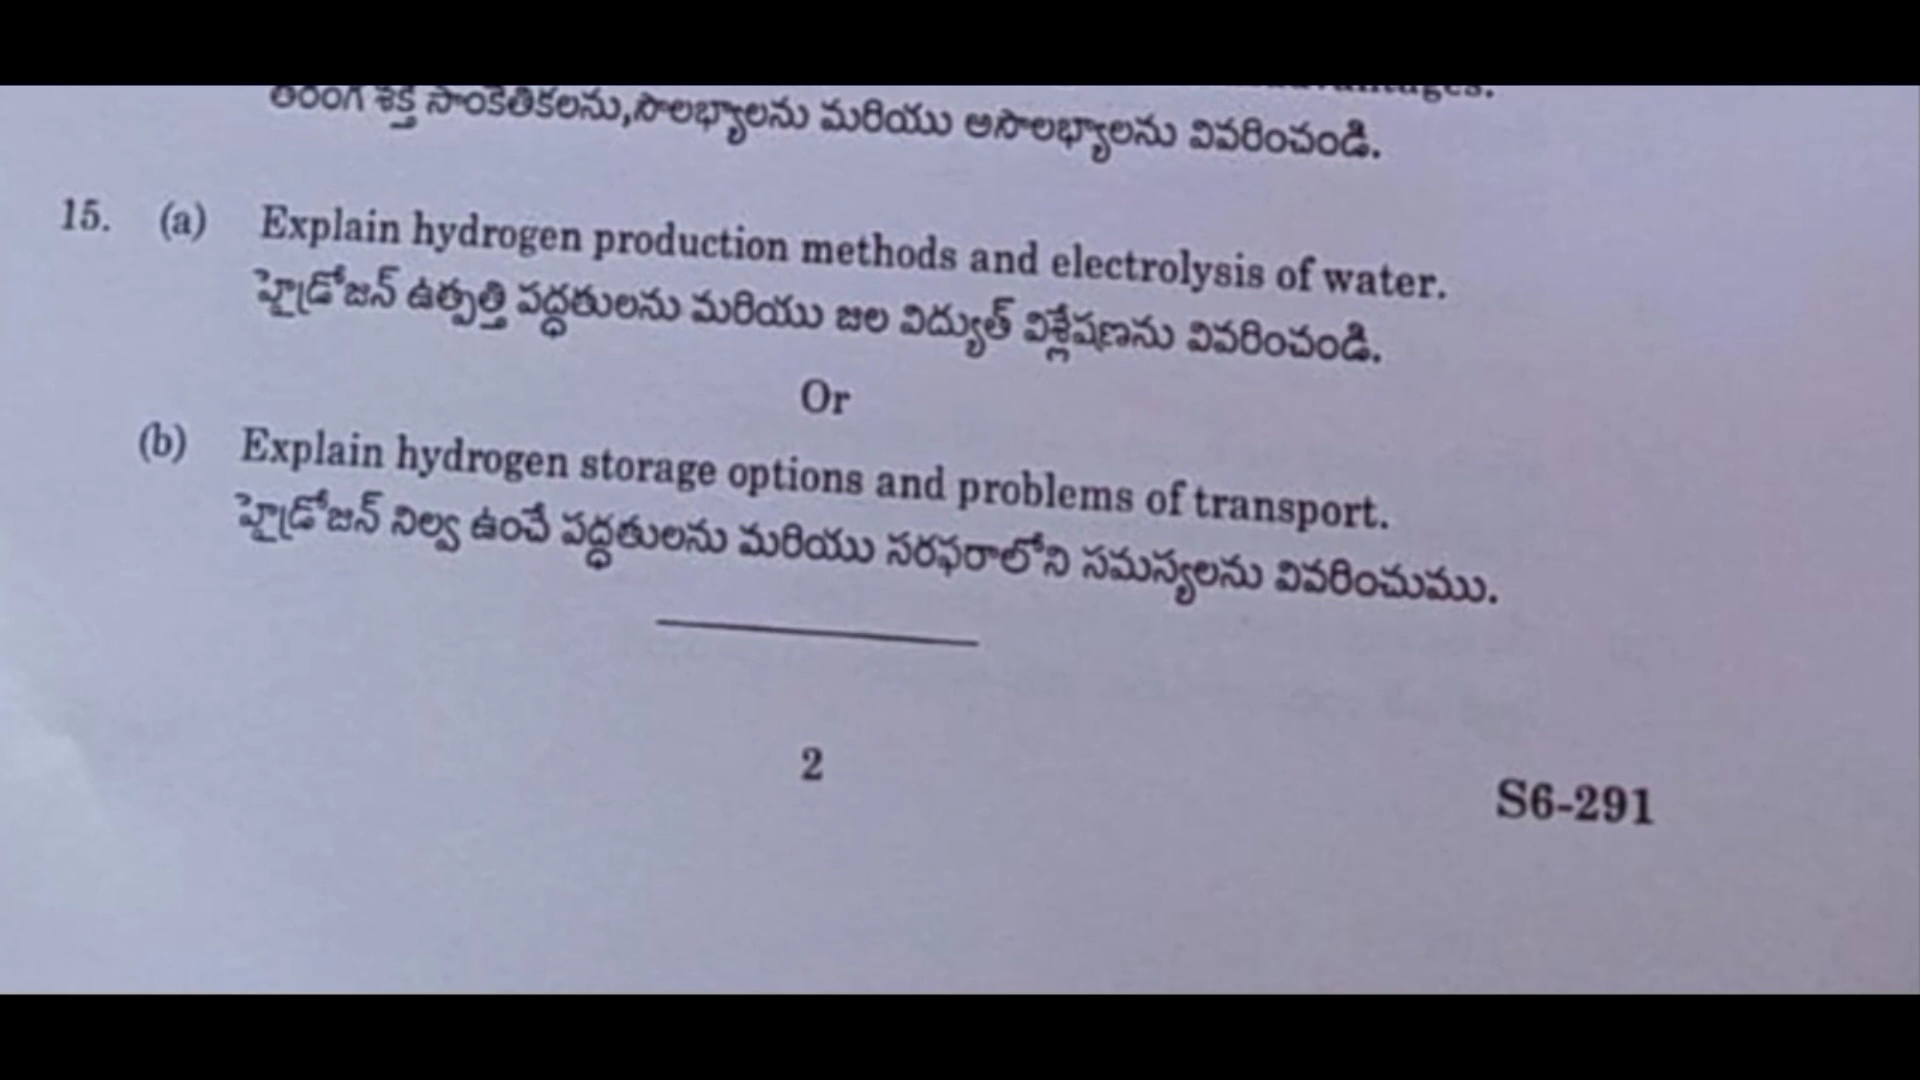 తరంగ శక్తి సాంకేతికలను,సౌలభ్యాలను మరియు అసౌలభ్యాలను వివరించండి.
15. (a) Explain hydrogen production methods and electrolysis of water.
హైడ్రోజన్ ఉత్పత్తి పద్ధతులను మరియు జల విద్యుత్ విశ్లేషణను వివరించండి.
Or
(b) Explain hydrogen storage options and problems of transport.
హైడ్రోజన్ నిల్వ ఉంచే పద్ధతులను మరియు సరఫరాలోని సమస్యలను వివరించుము.
2
S6-291